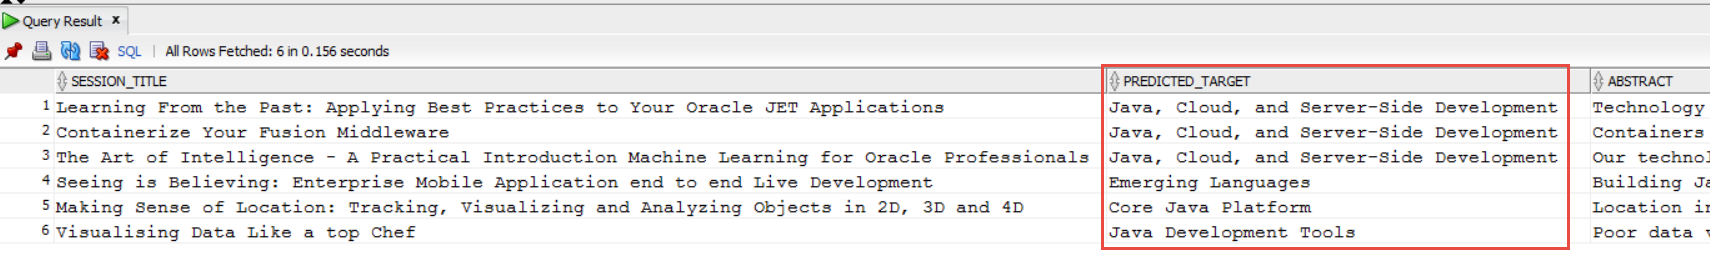 Query Result x
SQL | All Rows Fetched: 6 in 0.156 seconds
SESSION_TITLE PREDICTED_TARGET ABSTRACT
1 Learning From the Past: Applying Best Practices to Your Oracle JET Applications Java, Cloud, and Server-Side Development Technology
2 Containerize Your Fusion Middleware Java, Cloud, and Server-Side Development Containers
3 The Art of Intelligence - A Practical Introduction Machine Learning for Oracle Professionals Java, Cloud, and Server-Side Development Our technol
4 Seeing is Believing: Enterprise Mobile Application end to end Live Development Emerging Languages Building Ja
5 Making Sense of Location: Tracking, Visualizing and Analyzing Objects in 2D, 3D and 4D Core Java Platform Location in
6 Visualising Data Like a top Chef Java Development Tools Poor data v